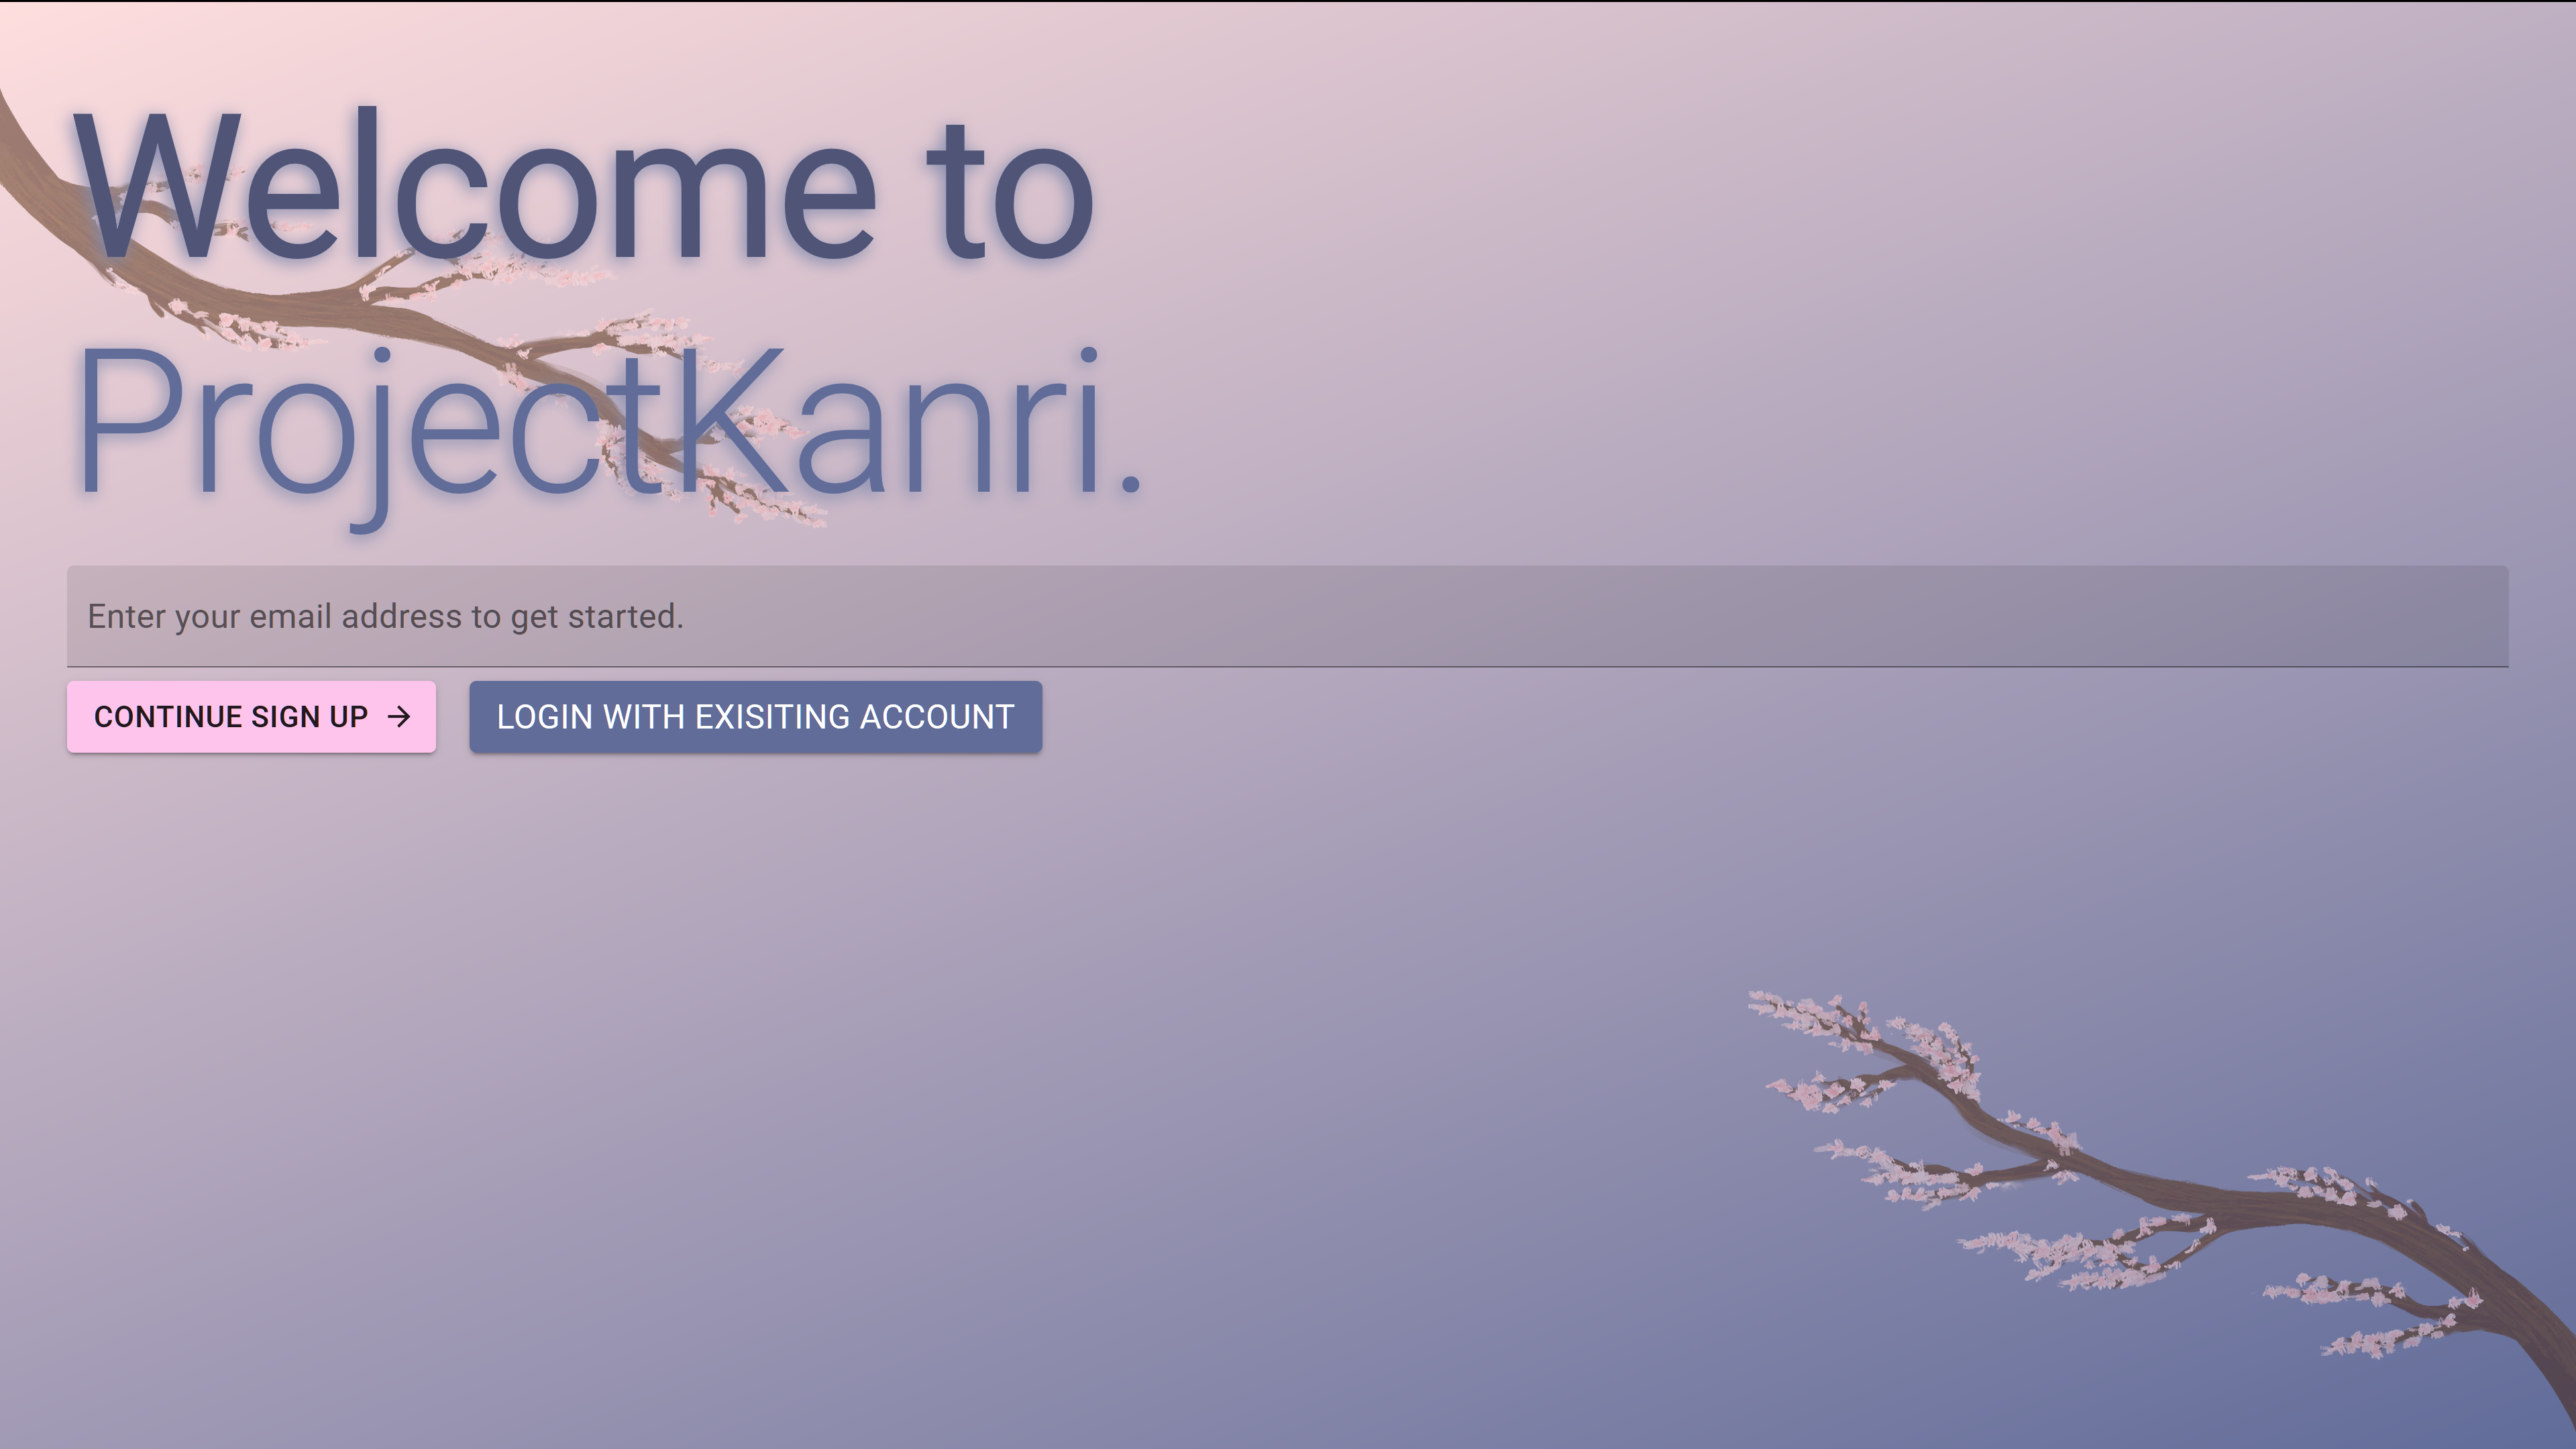 Welcome to
ProjectKanri.
Enter your email address to get started.
CONTINUE SIGN UP →
LOGIN WITH EXISITING ACCOUNT